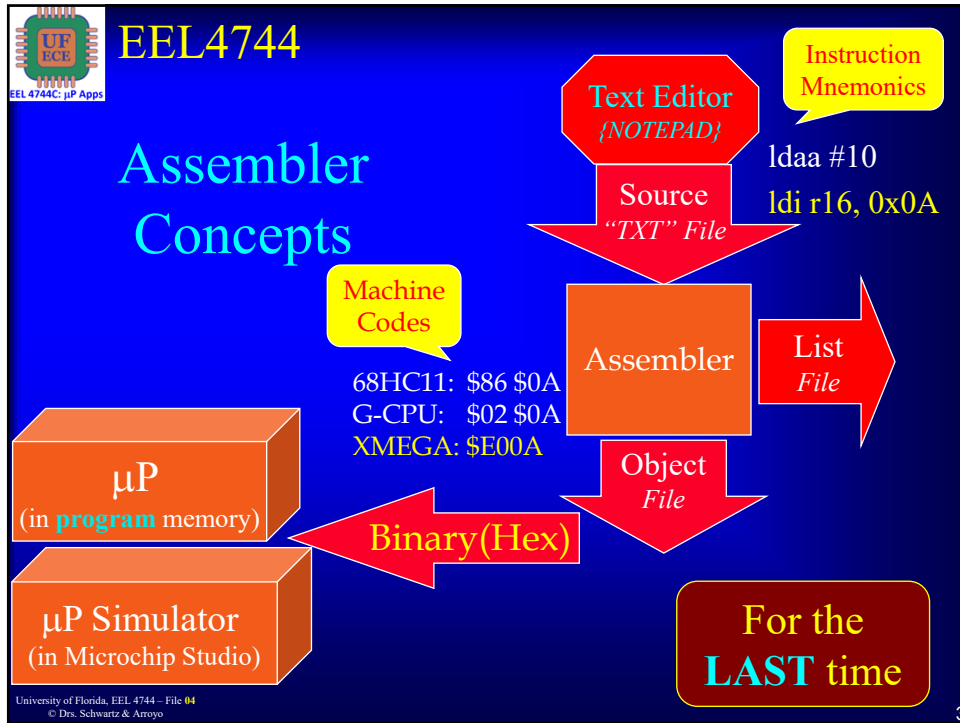 UF
ECE
EEL 4744C: μP Apps
EEL4744
Assembler
Concepts
Text Editor
{NOTEPAD}
Instruction
Mnemonics
ldaa #10
ldi r16, 0x0A
Source
“TXT” File
Machine
Codes
Assembler
List
File
68HC11: $86 $0A
G-CPU: $02 $0A
XMEGA: $E00A
Object
File
μP
(in program memory)
Binary(Hex)
μP Simulator
(in Microchip Studio)
For the
LAST time
University of Florida, EEL 4744 – File 04
© Drs. Schwartz & Arroyo
3